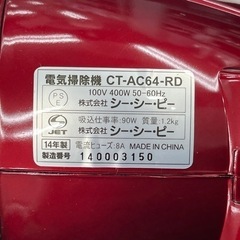 電気掃除機 CT-AC64-RD
PS
E
100V 400W 50-60Hz
株式会社 シー・シー・ピー
JET
吸込仕事率:90W 質量:1.2kg
株式会社 シー・シー・ピー
14年製 電流ヒューズ:8A MADE IN CHINA
製造番号 140003150